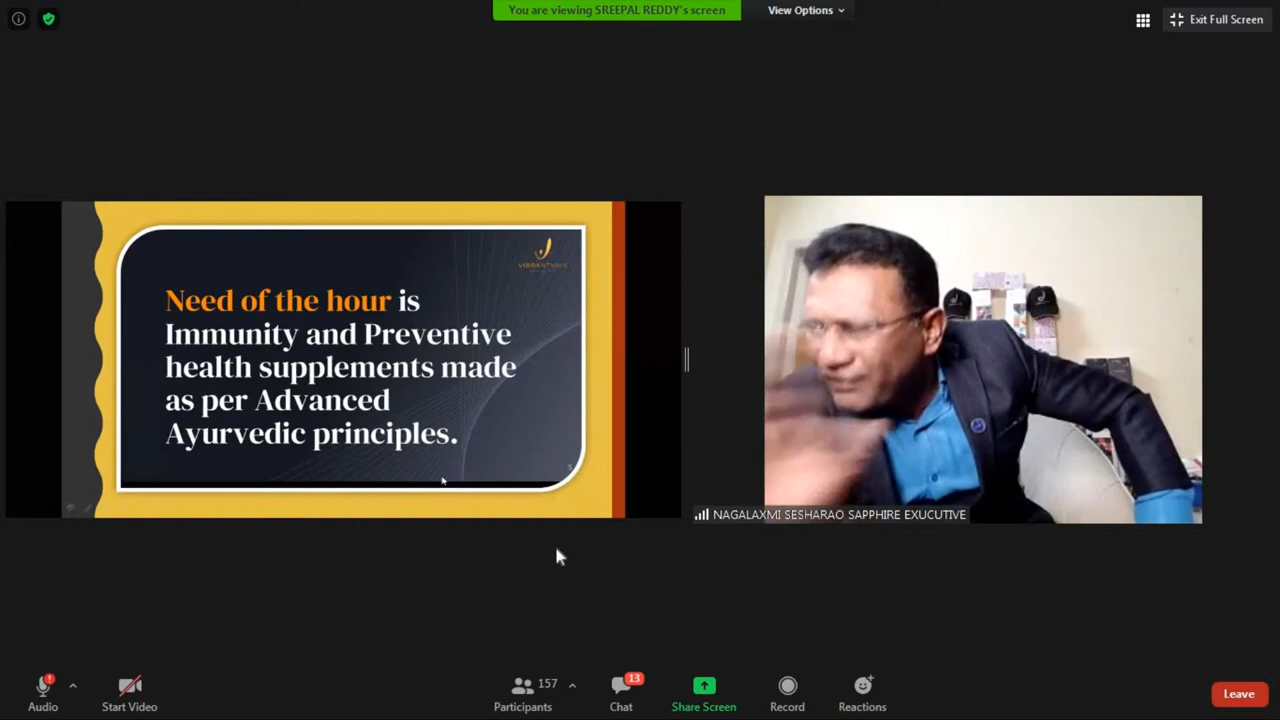 You are viewing SREEPAL REDDY's screen
View Options
Exit Full Screen
Need of the hour is
Immunity and Preventive
health supplements made
as per Advanced
Ayurvedic principles.
NAGALAXMI SESHARAO SAPPHIRE EXUCUTIVE
Audio
Start Video
157
Participants
13
Chat
Share Screen
Record
Reactions
Leave